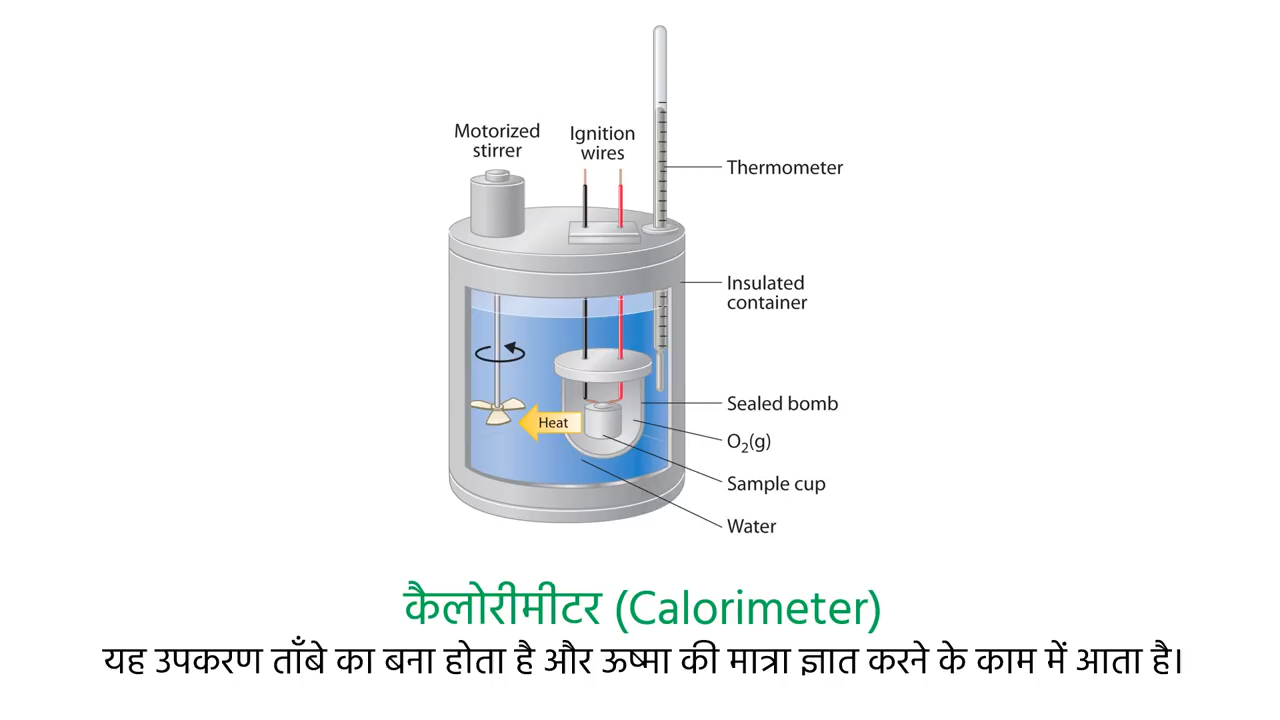 Motorized
stirrer
Ignition
wires
Thermometer
Insulated
container
Sealed bomb
Heat
O₂(g)
Sample cup
Water
कैलोरीमीटर (Calorimeter)
यह उपकरण ताँबे का बना होता है और ऊष्मा की मात्रा ज्ञात करने के काम में आता है।